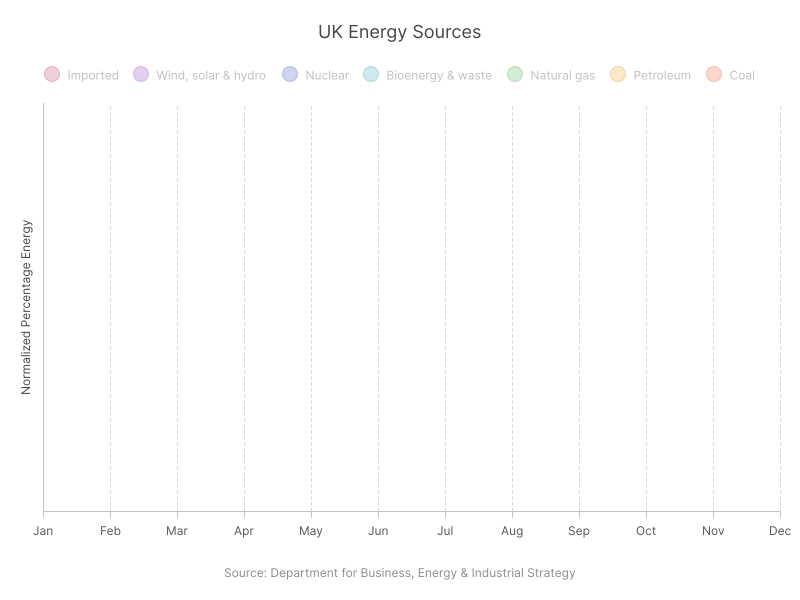 UK Energy Sources
Imported Wind, solar & hydro Nuclear Bioenergy & waste Natural gas Petroleum Coal
Normalized Percentage Energy
Jan Feb Mar Apr May Jun Jul Aug Sep Oct Nov Dec
Source: Department for Business, Energy & Industrial Strategy